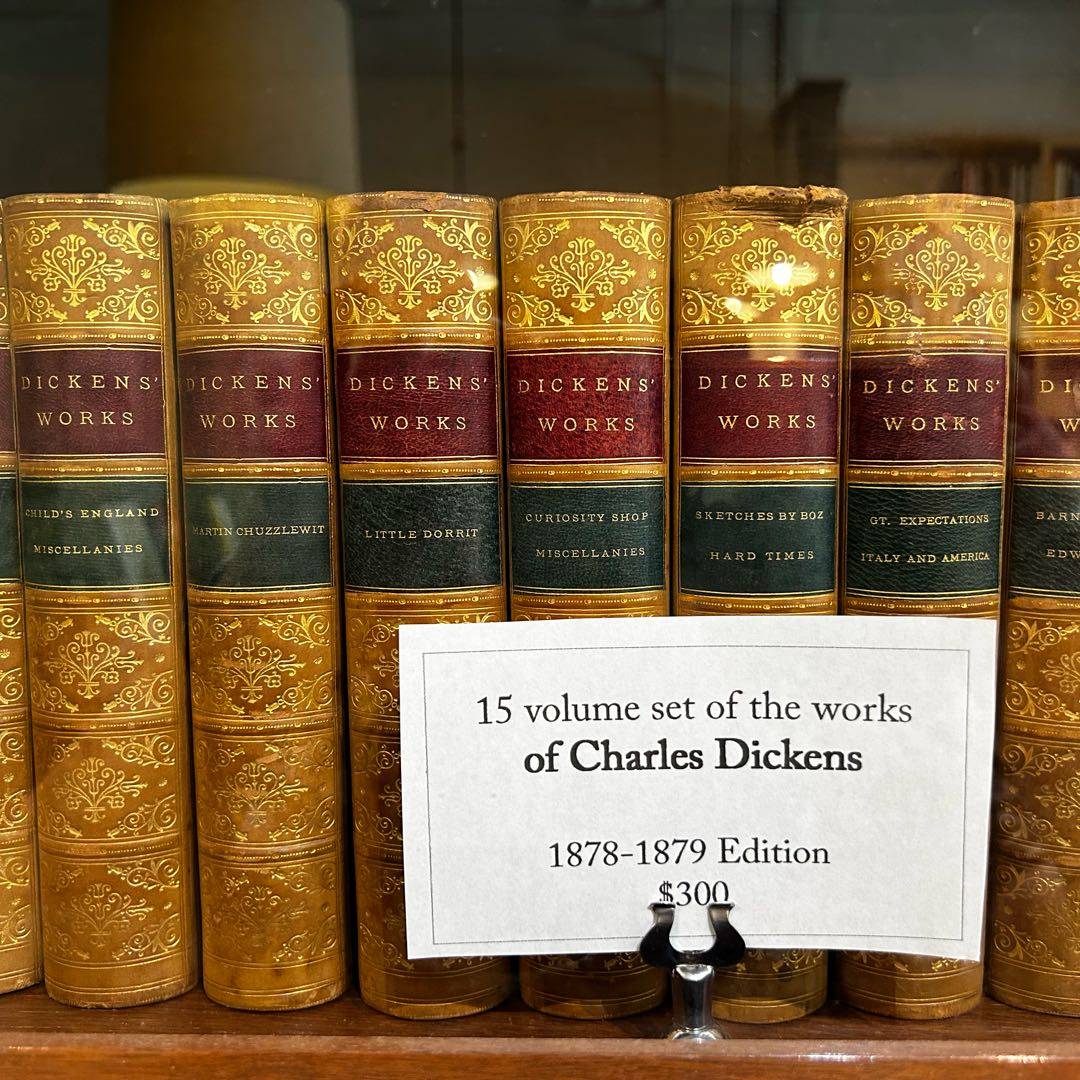 DICKENS'
WORKS
CHILD'S ENGLAND
MISCELLANIES
DICKENS'
WORKS
MARTIN CHUZZLEWIT
DICKENS'
WORKS
LITTLE DORRIT
DICKENS'
WORKS
CURIOSITY SHOP
MISCELLANIES
DICKENS'
WORKS
SKETCHES BY BOZ
HARD TIMES
DICKENS'
WORKS
GT. EXPECTATIONS
ITALY AND AMERICA
15 volume set of the works
of Charles Dickens
1878-1879 Edition
$300